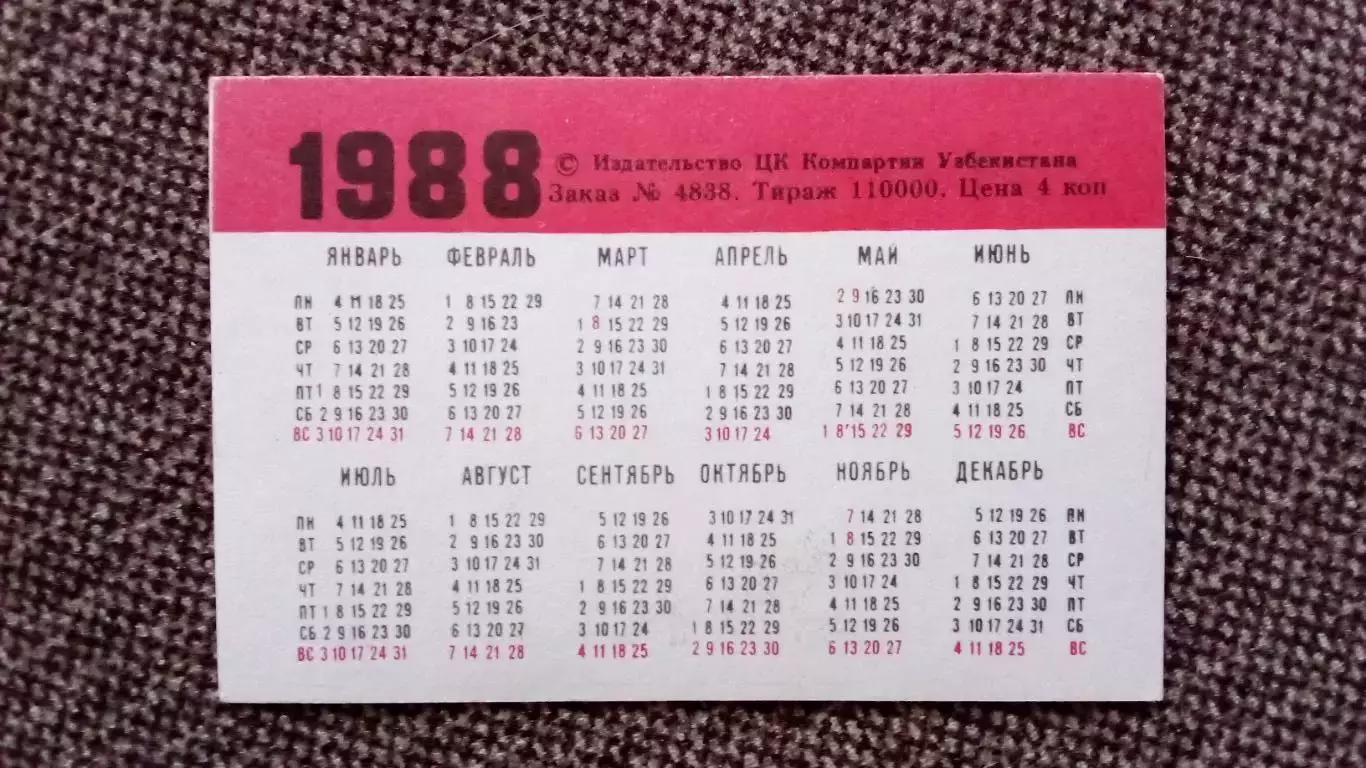 1988
© Издательство ЦК Компартии Узбекистана
Заказ № 4838. Тираж 110000. Цена 4 коп
ЯНВАРЬ ФЕВРАЛЬ МАРТ АПРЕЛЬ МАЙ ИЮНЬ
ПН 4 11 18 25 1 8 15 22 29 7 14 21 28 4 11 18 25 2 9 16 23 30 6 13 20 27 ПН
ВТ 5 12 19 26 2 9 16 23 1 8 15 22 29 5 12 19 26 3 10 17 24 31 7 14 21 28 ВТ
СР 6 13 20 27 3 10 17 24 2 9 16 23 30 6 13 20 27 4 11 18 25 1 8 15 22 29 СР
ЧТ 7 14 21 28 4 11 18 25 3 10 17 24 31 7 14 21 28 5 12 19 26 2 9 16 23 30 ЧТ
ПТ 1 8 15 22 29 5 12 19 26 4 11 18 25 1 8 15 22 29 6 13 20 27 3 10 17 24 ПТ
СБ 2 9 16 23 30 6 13 20 27 5 12 19 26 2 9 16 23 30 7 14 21 28 4 11 18 25 СБ
ВС 3 10 17 24 31 7 14 21 28 6 13 20 27 3 10 17 24 1 8 15 22 29 5 12 19 26 ВС
ИЮЛЬ АВГУСТ СЕНТЯБРЬ ОКТЯБРЬ НОЯБРЬ ДЕКАБРЬ
ПН 4 11 18 25 1 8 15 22 29 5 12 19 26 3 10 17 24 31 7 14 21 28 5 12 19 26 ПН
ВТ 5 12 19 26 2 9 16 23 30 6 13 20 27 4 11 18 25 1 8 15 22 29 6 13 20 27 ВТ
СР 6 13 20 27 3 10 17 24 31 7 14 21 28 5 12 19 26 2 9 16 23 30 7 14 21 28 СР
ЧТ 7 14 21 28 4 11 18 25 1 8 15 22 29 6 13 20 27 3 10 17 24 1 8 15 22 29 ЧТ
ПТ 1 8 15 22 29 5 12 19 26 2 9 16 23 30 7 14 21 28 4 11 18 25 2 9 16 23 30 ПТ
СБ 2 9 16 23 30 6 13 20 27 3 10 17 24 1 8 15 22 29 5 12 19 26 3 10 17 24 31 СБ
ВС 3 10 17 24 31 7 14 21 28 4 11 18 25 2 9 16 23 30 6 13 20 27 4 11 18 25 ВС